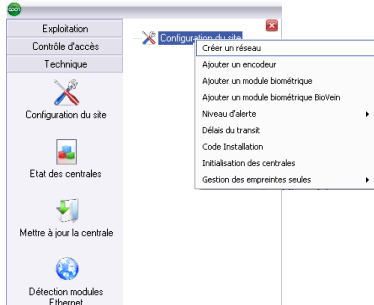 Exploitation
Contrôle d'accès
Technique
Configuration du site
Etat des centrales
Mettre à jour la centrale
Détection modules
Ethernet
Configuration du site
Créer un réseau
Ajouter un encodeur
Ajouter un module biométrique
Ajouter un module biométrique BioVein
Niveau d'alerte
Délais du transit
Code Installation
Initialisation des centrales
Gestion des empreintes seules